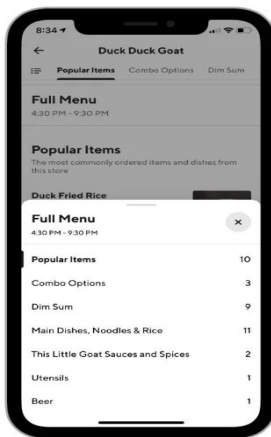 8:34
Duck Duck Goat
Popular Items Combo Options Dim Sum
Full Menu
4:30 PM - 9:30 PM
Popular Items
The most commonly ordered items and dishes from
this store
Duck Fried Rice
Full Menu
4:30 PM - 9:30 PM
Popular Items 10
Combo Options 3
Dim Sum 9
Main Dishes, Noodles & Rice 11
This Little Goat Sauces and Spices 2
Utensils 1
Beer 1